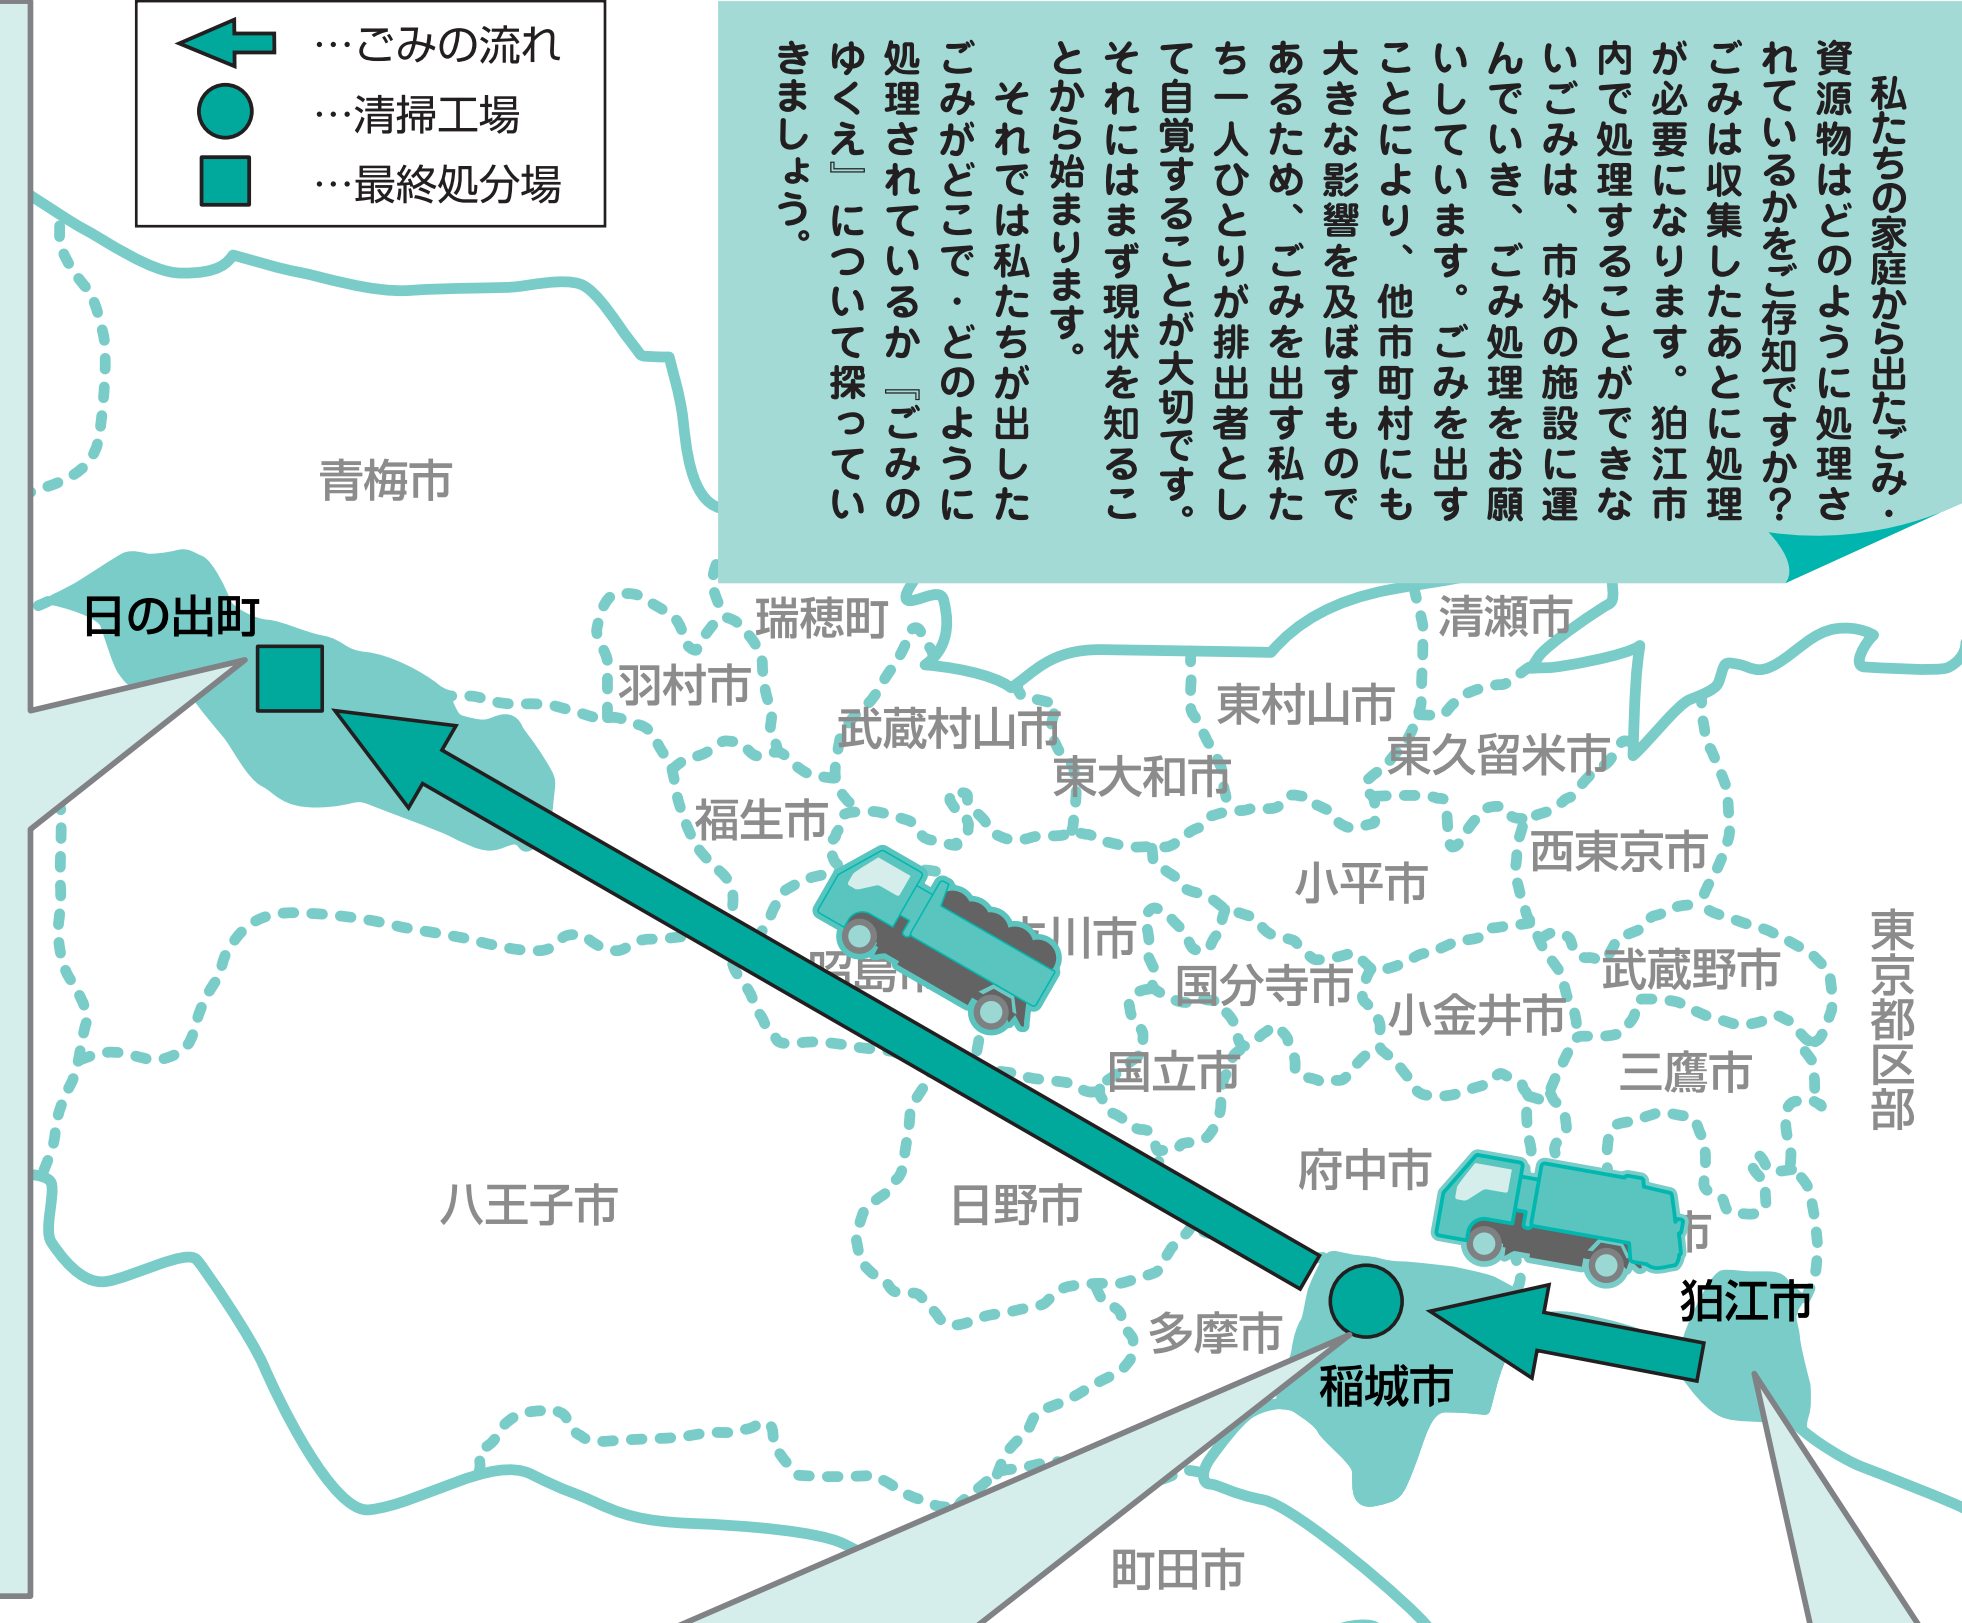 …ごみの流れ
…清掃工場
…最終処分場
私たちの家庭から出たごみ・
資源物はどのように処理さ
れているかをご存知ですか?
ごみは収集したあとに処理
が必要になります。狛江市
内で処理することができな
いごみは、市外の施設に運
んでいき、ごみ処理をお願
いしています。ごみを出す
ことにより、他市町村にも
大きな影響を及ぼすもので
あるため、ごみを出す私た
ち一人ひとりが排出者とし
て自覚することが大切です。
それにはまず現状を知るこ
とから始まります。
それでは私たちが出した
ごみがどこで・どのように
処理されているか『ごみの
ゆくえ』について探ってい
きましょう。
青梅市
日の出町
瑞穂町
清瀬市
羽村市
東村山市
武蔵村山市
東久留米市
東大和市
福生市
西東京市
小平市
川市
昭島市
武蔵野市
国分寺市
小金井市
東京都区部
国立市
三鷹市
府中市
八王子市
日野市
市
狛江市
多摩市
稲城市
町田市